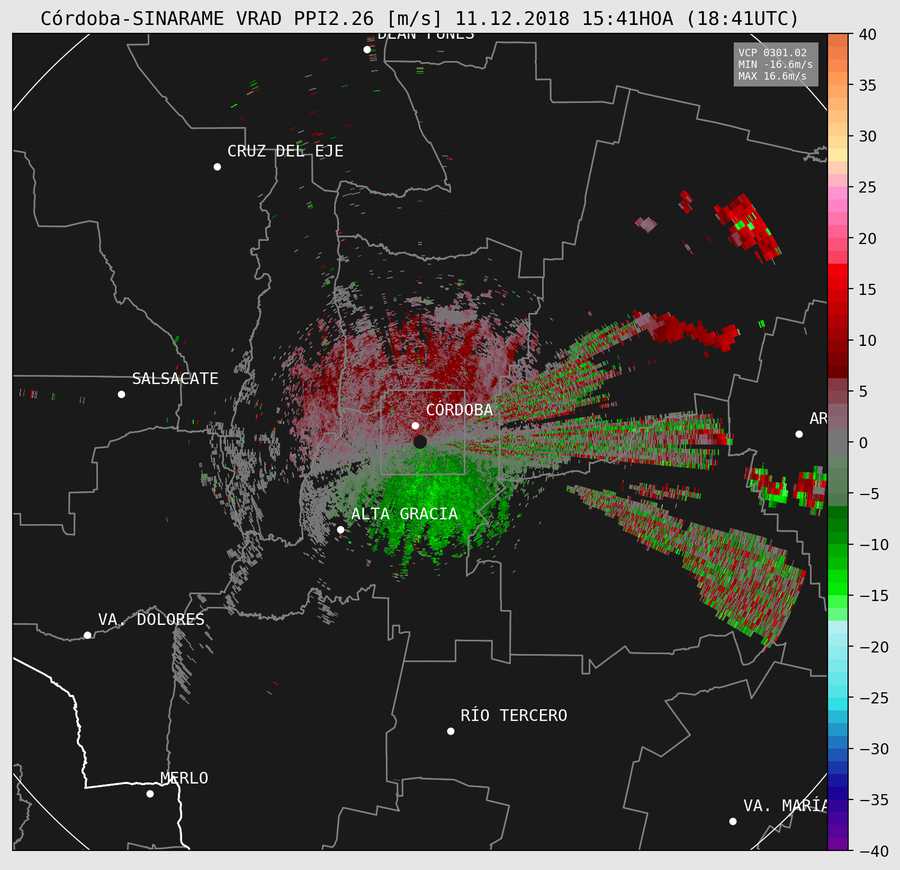 Córdoba-SINARAME VRAD PPI2.26 [m/s] 11.12.2018 15:41HOA (18:41UTC)
DEAN FUNES
VCP 0301.02
MIN -16.6m/s
MAX 16.6m/s
CRUZ DEL EJE
SALSACATE
CÓRDOBA
AR
ALTA GRACIA
VA. DOLORES
RÍO TERCERO
MERLO
VA. MARÍA
40
35
30
25
20
15
10
5
0
−5
−10
−15
−20
−25
−30
−35
−40